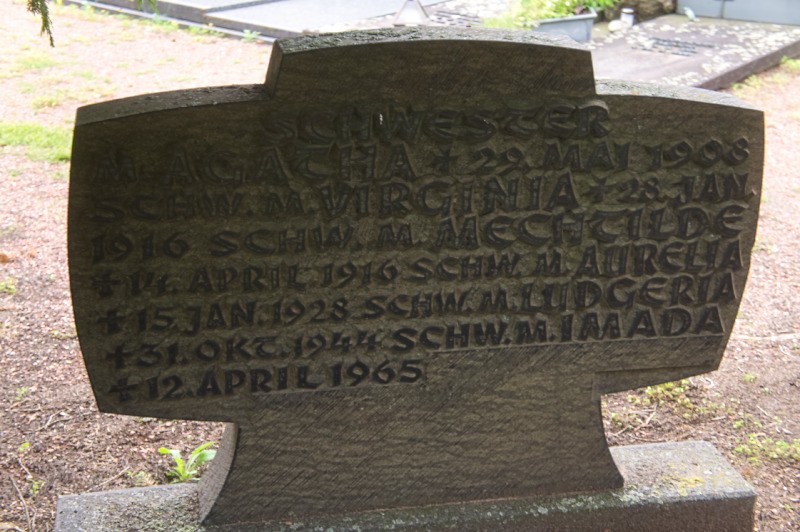 SCHWESTER
M. AGATHA ✝ 29. MAI 1908
SCHW. M. VIRGINIA ✝ 28. JAN.
1916 SCHW. M. MECHTILDE
✝ 14. APRIL 1916 SCHW. M. AURELIA
✝ 15. JAN. 1928 SCHW. M. LUDGERIA
✝ 31. OKT. 1944 SCHW. M. IMADA
✝ 12. APRIL 1965